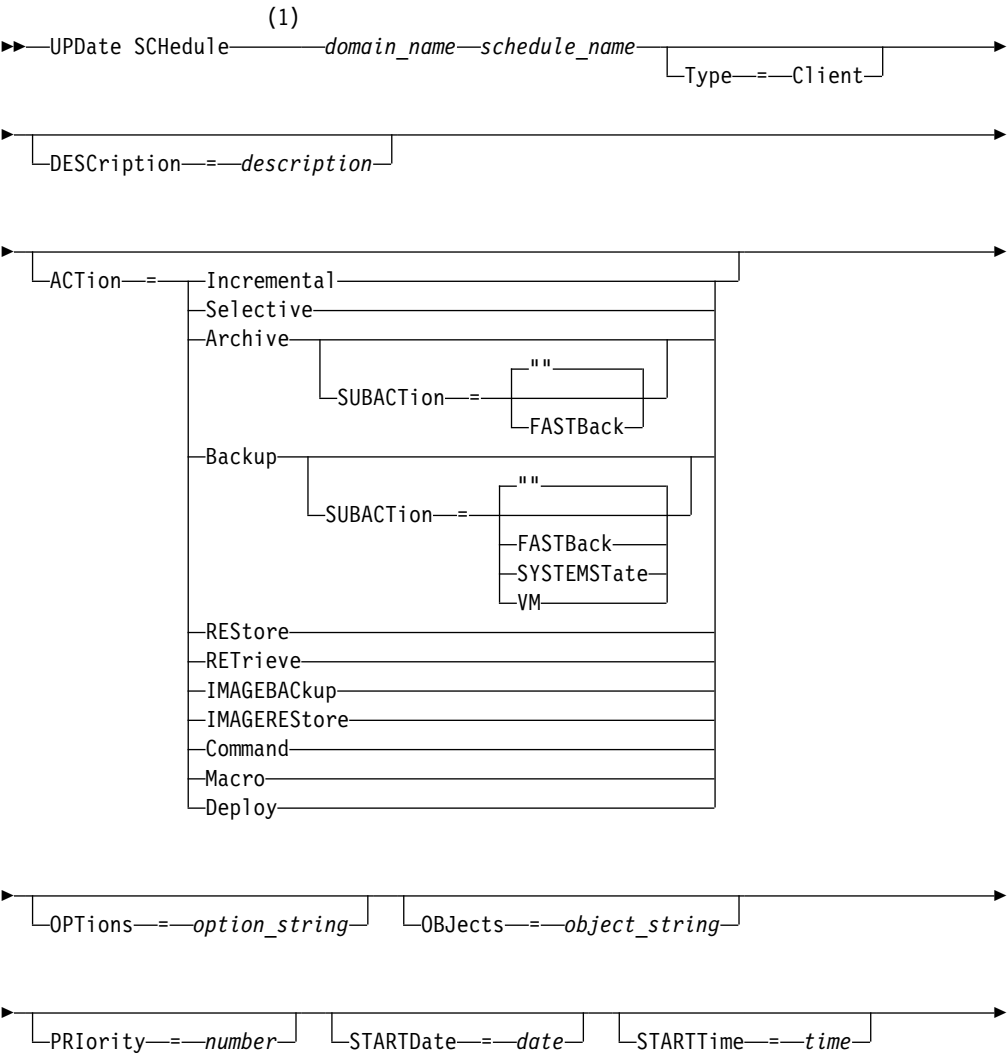 (1)
UPDate SCHedule domain_name schedule_name
Type = Client
DESCription = description
ACTion = Incremental
Selective
Archive
""
SUBACTion =
FASTBack
Backup
""
SUBACTion =
FASTBack
SYSTEMSTate
VM
REStore
RETrieve
IMAGEBACkup
IMAGEREStore
Command
Macro
Deploy
OPTions = option_string OBJects = object_string
PRIority = number STARTDate = date STARTTime = time